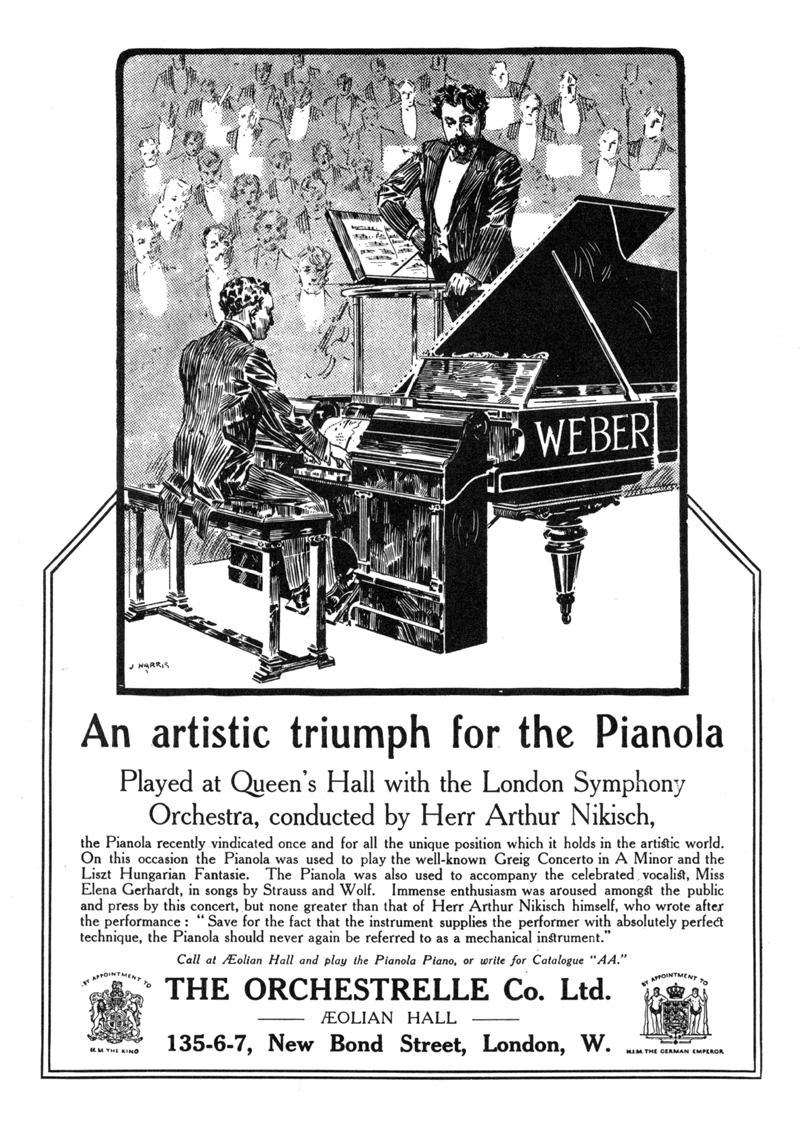 WEBER
J HARRIS
An artistic triumph for the Pianola
Played at Queen's Hall with the London Symphony
Orchestra, conducted by Herr Arthur Nikisch,
the Pianola recently vindicated once and for all the unique position which it holds in the artistic world.
On this occasion the Pianola was used to play the well-known Greig Concerto in A Minor and the
Liszt Hungarian Fantasie. The Pianola was also used to accompany the celebrated vocalist, Miss
Elena Gerhardt, in songs by Strauss and Wolf. Immense enthusiasm was aroused amongst the public
and press by this concert, but none greater than that of Herr Arthur Nikisch himself, who wrote after
the performance: "Save for the fact that the instrument supplies the performer with absolutely perfect
technique, the Pianola should never again be referred to as a mechanical instrument."
Call at Æolian Hall and play the Pianola Piano, or write for Catalogue "AA."
BY APPOINTMENT TO
H.M. THE KING
THE ORCHESTRELLE Co. Ltd.
ÆOLIAN HALL
135-6-7, New Bond Street, London, W.
BY APPOINTMENT TO
H.I.M. THE GERMAN EMPEROR